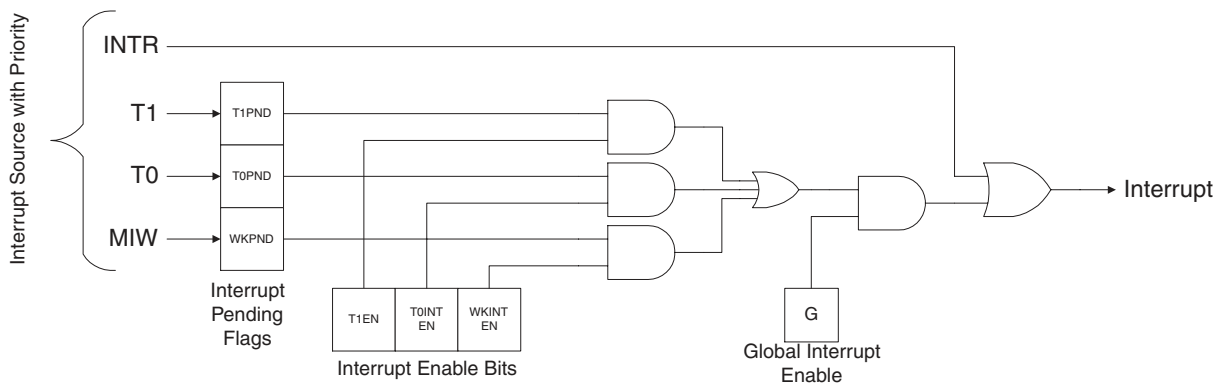 Interrupt Source with Priority
INTR
T1
T0
MIW
T1PND
T0PND
WKPND
Interrupt
Pending
Flags
T1EN
T0INT
EN
WKINT
EN
Interrupt Enable Bits
G
Global Interrupt
Enable
Interrupt